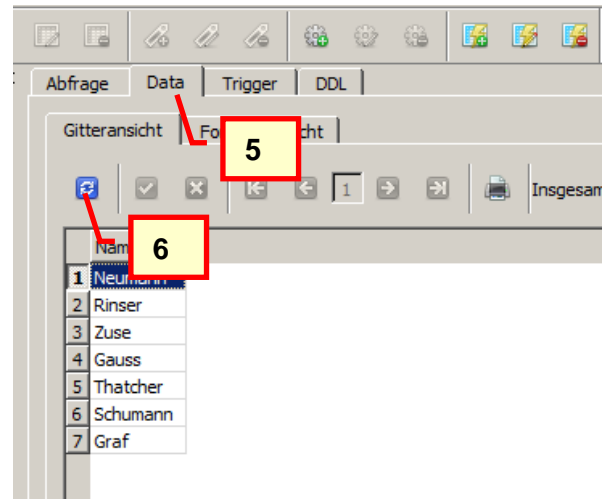 Abfrage Data Trigger DDL
Gitteransicht
5
1 Insgesam
6
1
2 Rinser
3 Zuse
4 Gauss
5 Thatcher
6 Schumann
7 Graf